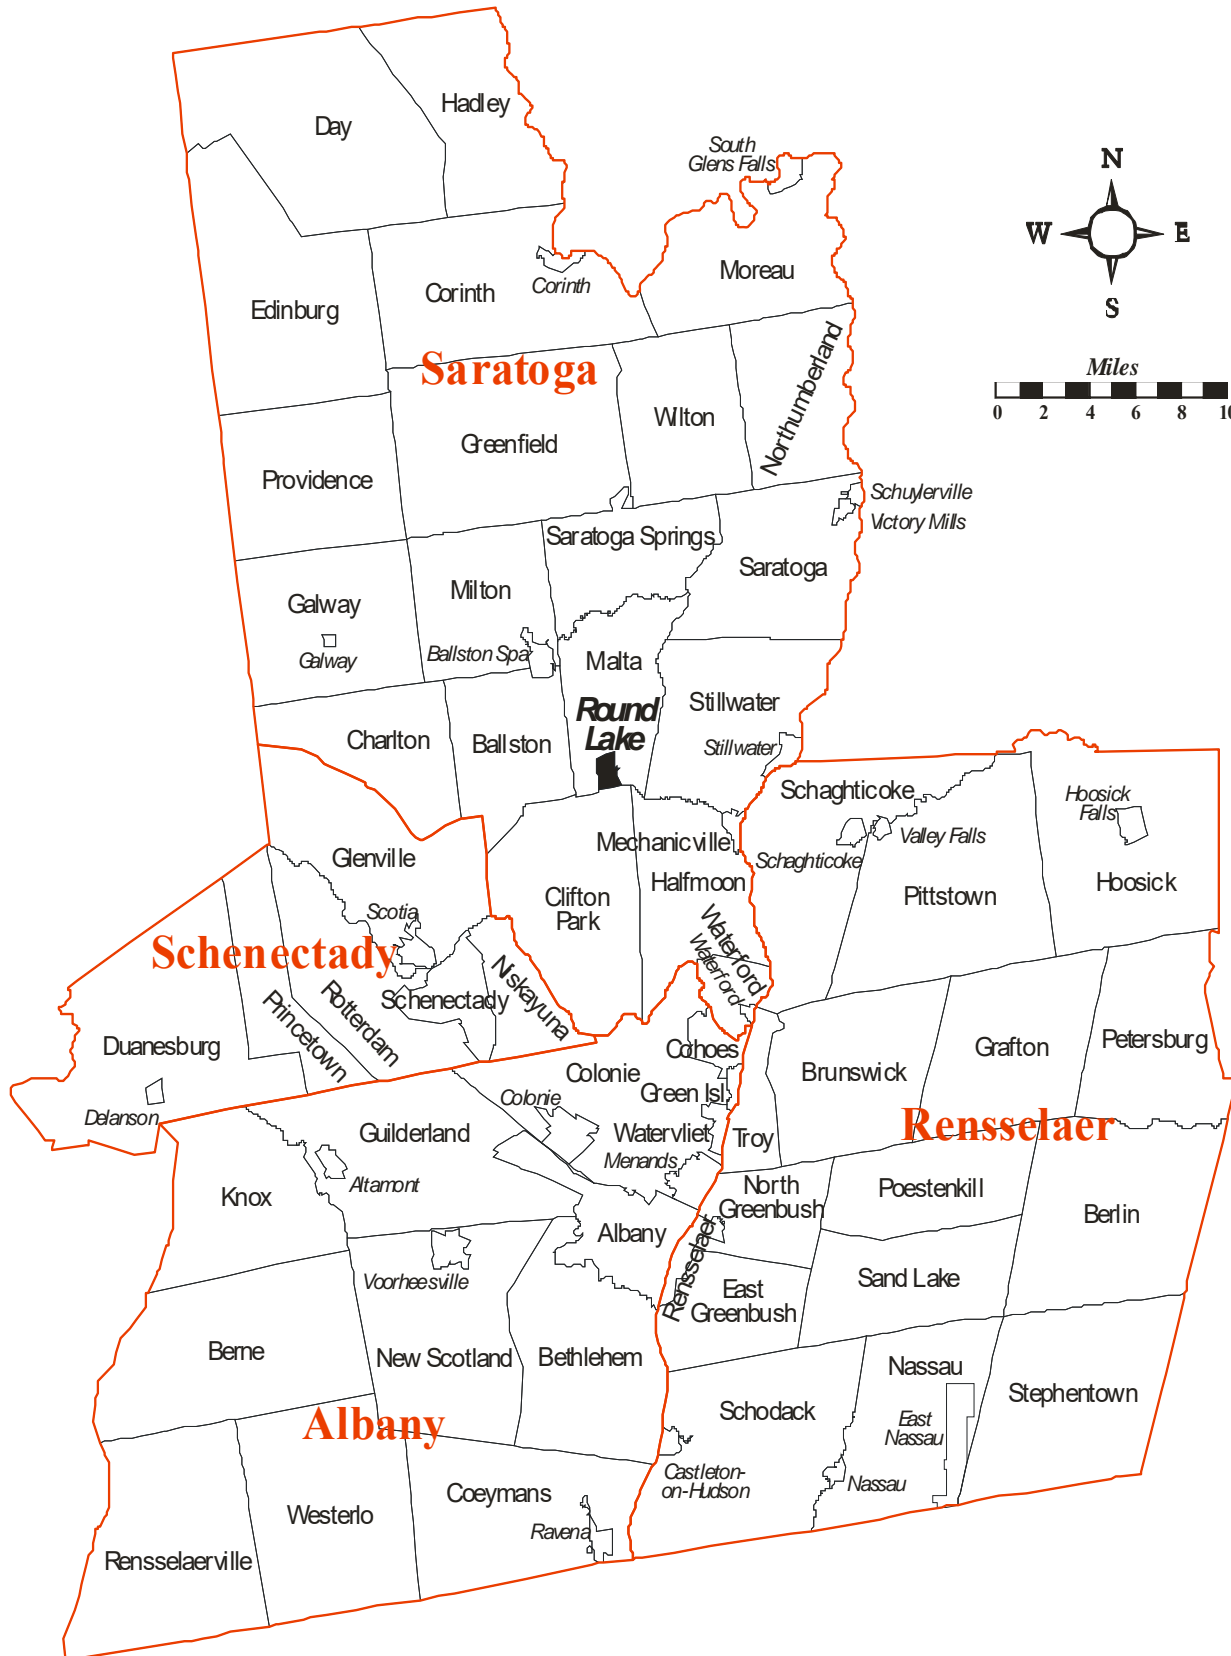 Hadley
Day
South
Glens Falls
N
W
E
S
Moreau
Corinth
Corinth
Edinburg
Northumberland
Miles
0 2 4 6 8 10
Saratoga
Wilton
Greenfield
Providence
Schuylerville
Victory Mills
Saratoga Springs
Saratoga
Milton
Galway
Galway
Ballston Spa
Malta
Round
Lake
Stillwater
Stillwater
Charlton
Ballston
Schaghticoke
Hoosick
Falls
Valley Falls
Schaghticoke
Mechanicville
Halfmoon
Glenville
Clifton
Park
Pittstown
Hoosick
Scotia
Waterford
Waterford
Schenectady
Niskayuna
Schenectady
Rotterdam
Princetown
Duanesburg
Delanson
Cohoes
Colonie
Green Isl.
Colonie
Brunswick
Grafton
Petersburg
Rensselaer
Guilderland
Watervliet
Menands
Troy
Altamont
Knox
North
Greenbush
Poestenkill
Berlin
Albany
Rensselaer
Voorheesville
East
Greenbush
Sand Lake
Berne
New Scotland
Bethlehem
Nassau
Stephentown
Albany
Schodack
East
Nassau
Castleton-
on-Hudson
Nassau
Coeymans
Westerlo
Ravena
Rensselaerville